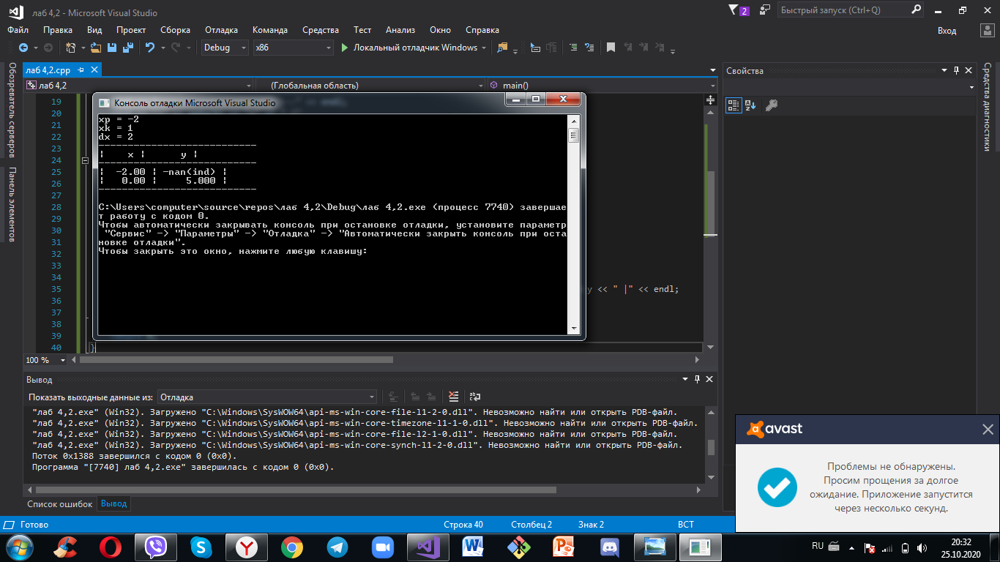 лаб 4,2 - Microsoft Visual Studio
2
Быстрый запуск (Ctrl+Q)
Файл Правка Вид Проект Сборка Отладка Команда Средства Тест Анализ Окно Справка
Вход
Debug x86 Локальный отладчик Windows
Обозреватель серверов
Панель элементов
лаб 4,2.cpp
лаб 4,2 (Глобальная область) main()
19
20
21
22
23
24
25
26
27
28
29
30
31
32
33
34
35
36
37
38
39
40
y << " |" << endl;
}
Консоль отладки Microsoft Visual Studio
xp = -2
xk = 1
dx = 2
---------------------------
| x | y |
---------------------------
| -2.00 | -nan(ind) |
| 0.00 | 5.000 |
---------------------------
C:\Users\computer\source\repos\лаб 4,2\Debug\лаб 4,2.exe (процесс 7740) завершае
т работу с кодом 0.
Чтобы автоматически закрывать консоль при остановке отладки, установите параметр
"Сервис" -> "Параметры" -> "Отладка" -> "Автоматически закрыть консоль при оста
новке отладки".
Чтобы закрыть это окно, нажмите любую клавишу:
100 %
Свойства
Средства диагностики
Вывод
Показать выходные данные из: Отладка
"лаб 4,2.exe" (Win32). Загружено "C:\Windows\SysWOW64\api-ms-win-core-file-l1-2-0.dll". Невозможно найти или открыть PDB-файл.
"лаб 4,2.exe" (Win32). Загружено "C:\Windows\SysWOW64\api-ms-win-core-timezone-l1-1-0.dll". Невозможно найти или открыть PDB-файл.
"лаб 4,2.exe" (Win32). Загружено "C:\Windows\SysWOW64\api-ms-win-core-file-l2-1-0.dll". Невозможно найти или открыть PDB-файл.
"лаб 4,2.exe" (Win32). Загружено "C:\Windows\SysWOW64\api-ms-win-core-synch-l1-2-0.dll". Невозможно найти или открыть PDB-файл.
Поток 0x1388 завершился с кодом 0 (0x0).
Программа "[7740] лаб 4,2.exe" завершилась с кодом 0 (0x0).
Список ошибок Вывод
avast
Проблемы не обнаружены.
Просим прощения за долгое
ожидание. Приложение запустится
через несколько секунд.
Готово Строка 40 Столбец 2 Знак 2 ВСТ
RU
20:32
25.10.2020